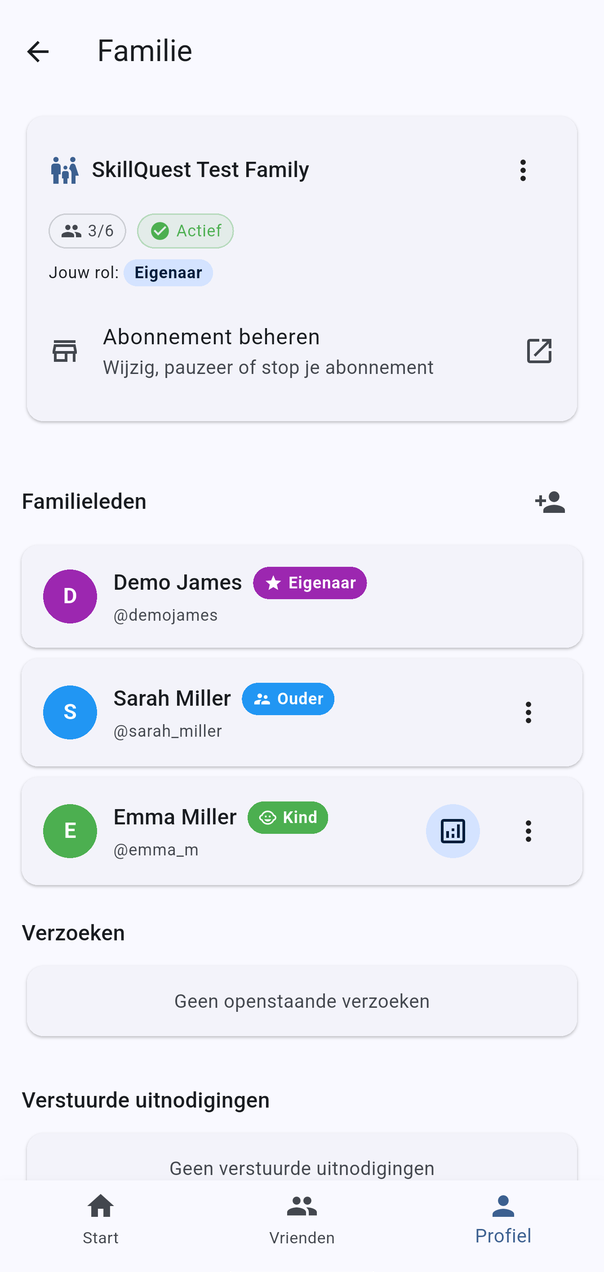 Familie
SkillQuest Test Family
3/6
Actief
Jouw rol: Eigenaar
Abonnement beheren
Wijzig, pauzeer of stop je abonnement
Familieleden
D
Demo James
Eigenaar
@demojames
S
Sarah Miller
Ouder
@sarah_miller
E
Emma Miller
Kind
@emma_m
Verzoeken
Geen openstaande verzoeken
Verstuurde uitnodigingen
Geen verstuurde uitnodigingen
Start
Vrienden
Profiel